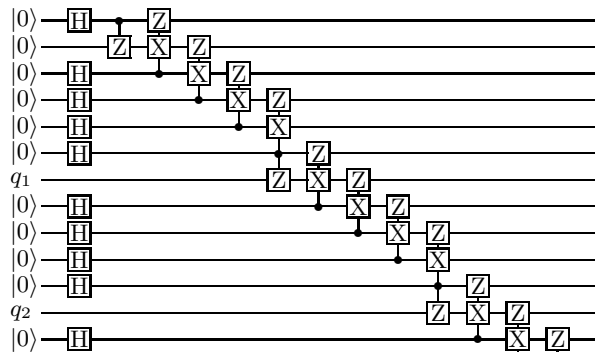 |0⟩ H Z
|0⟩ Z X Z
|0⟩ H X Z
|0⟩ H X Z
|0⟩ H X
|0⟩ H Z
q₁ Z X Z
|0⟩ H X Z
|0⟩ H X Z
|0⟩ H X
|0⟩ H Z
q₂ Z X Z
|0⟩ H X Z